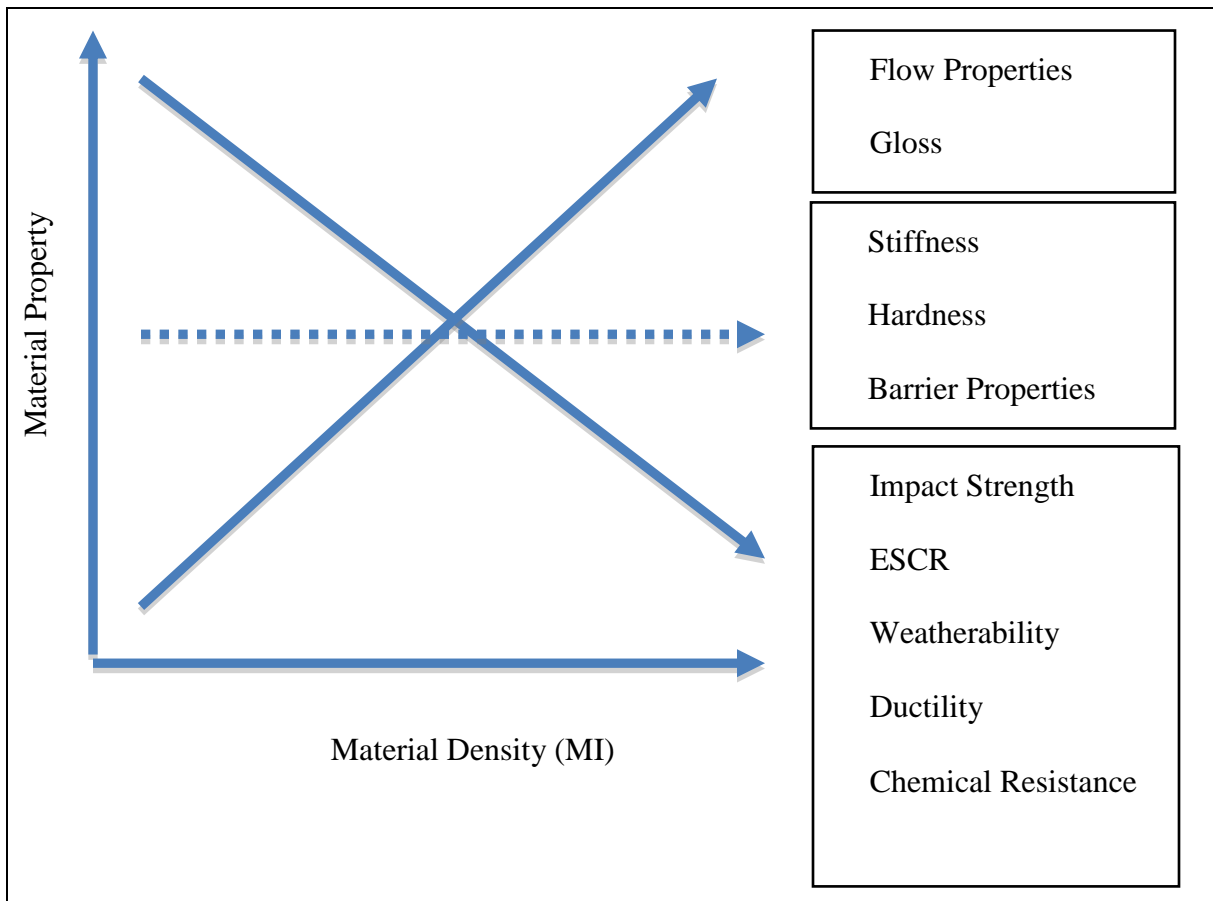 Material Property
Material Density (MI)
Flow Properties
Gloss
Stiffness
Hardness
Barrier Properties
Impact Strength
ESCR
Weatherability
Ductility
Chemical Resistance